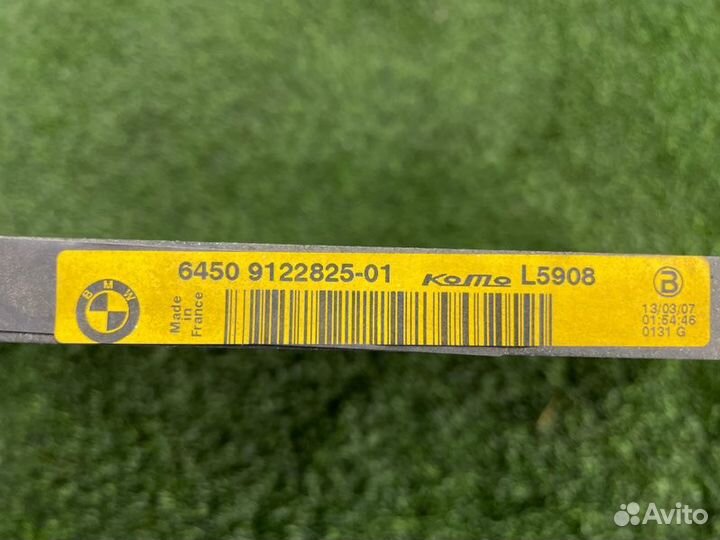 BMW
Made
in
France
6450 9122825-01 KoMo L5908
B
13/03/07
01:54:46
0131 G
Avito